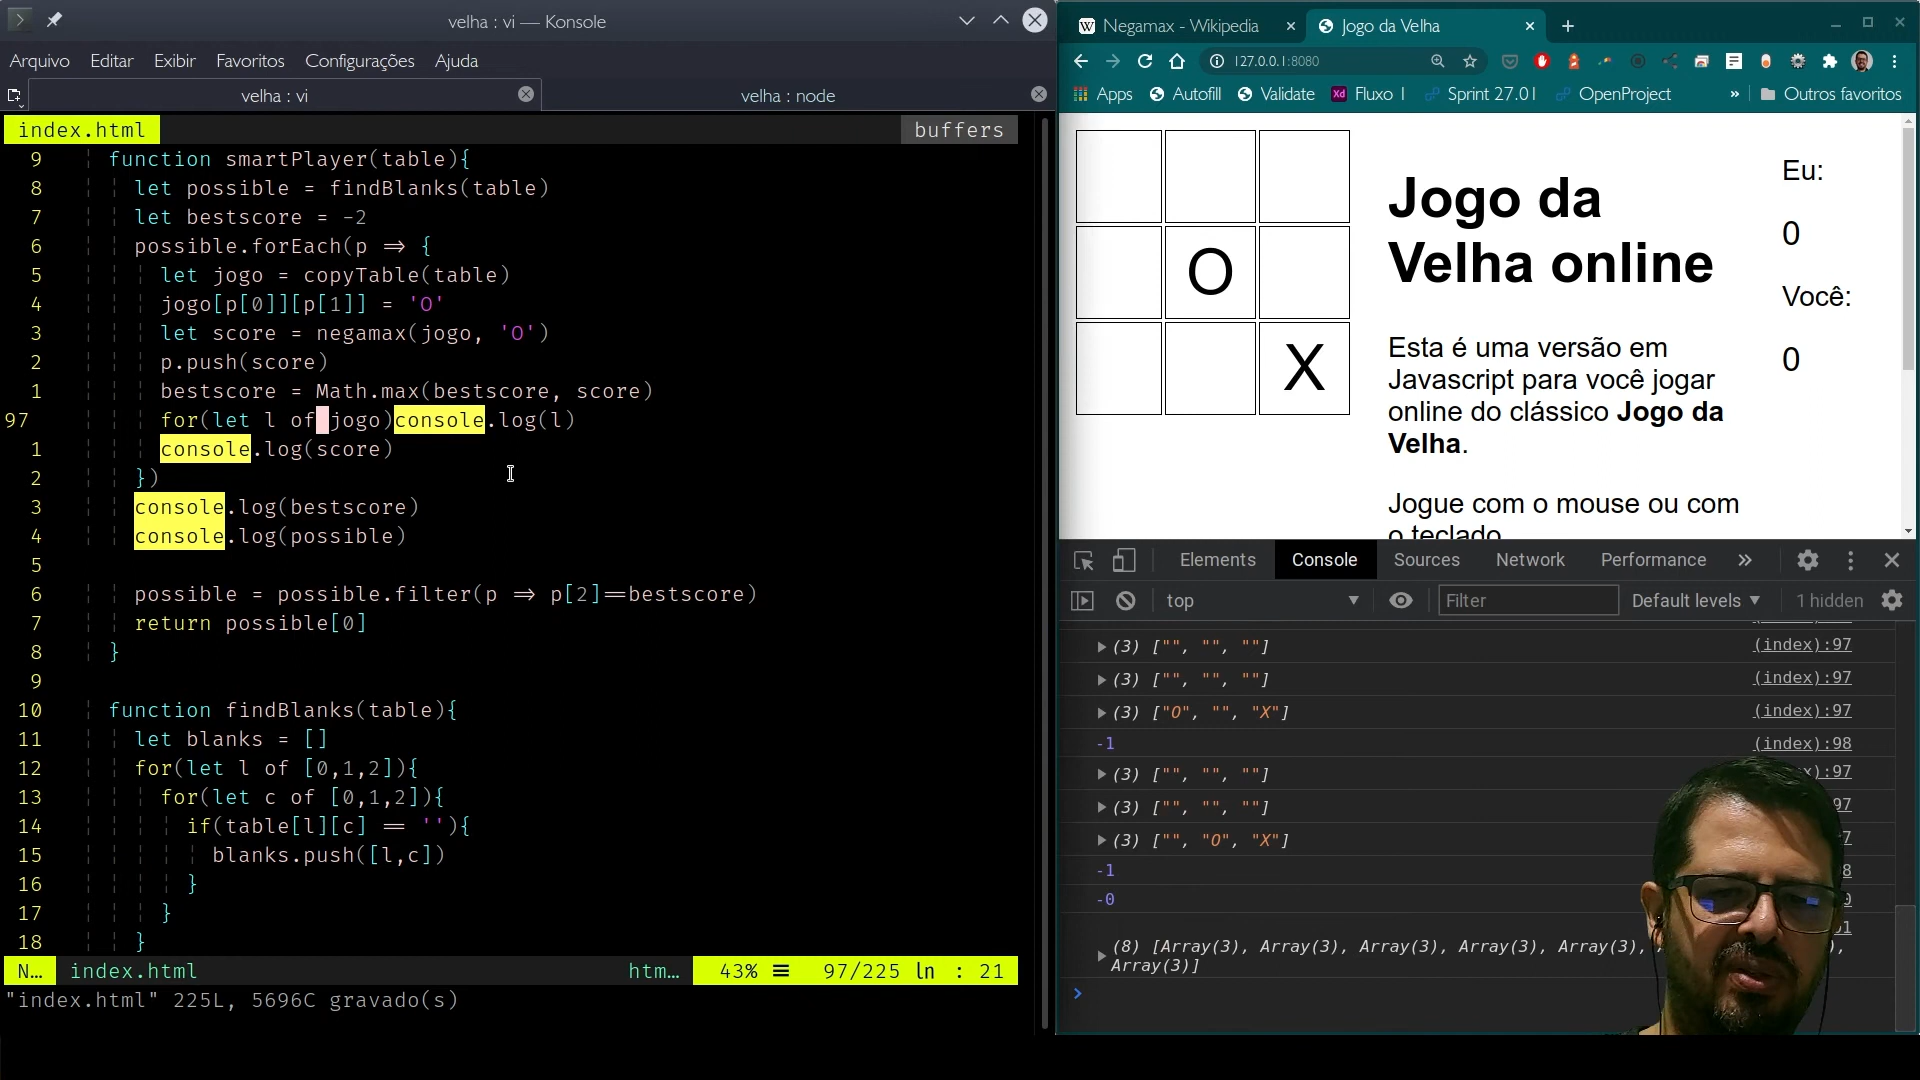 velha : vi — Konsole
Arquivo Editar Exibir Favoritos Configurações Ajuda
velha : vi
velha : node
index.html
buffers
9 function smartPlayer(table){
8 let possible = findBlanks(table)
7 let bestscore = -2
6 possible.forEach(p => {
5 let jogo = copyTable(table)
4 jogo[p[0]][p[1]] = 'O'
3 let score = negamax(jogo, 'O')
2 p.push(score)
1 bestscore = Math.max(bestscore, score)
97 for(let l of jogo)console.log(l)
1 console.log(score)
2 })
3 console.log(bestscore)
4 console.log(possible)
5
6 possible = possible.filter(p => p[2]==bestscore)
7 return possible[0]
8 }
9
10 function findBlanks(table){
11 let blanks = []
12 for(let l of [0,1,2]){
13 for(let c of [0,1,2]){
14 if(table[l][c] == ''){
15 blanks.push([l,c])
16 }
17 }
18 }
N... index.html htm... 43% ☰ 97/225 ln : 21
"index.html" 225L, 5696C gravado(s)
W Negamax - Wikipedia
Jogo da Velha
127.0.0.1:8080
Apps Autofill Validate Xd Fluxo | Sprint 27.01 OpenProject » Outros favoritos
O
X
Jogo da
Velha online
Esta é uma versão em
Javascript para você jogar
online do clássico Jogo da
Velha.
Jogue com o mouse ou com
o teclado
Eu:
0
Você:
0
Elements Console Sources Network Performance »
top Filter Default levels 1 hidden
(3) ["", "", ""] (index):97
(3) ["", "", ""] (index):97
(3) ["O", "", "X"] (index):97
-1 (index):98
(3) ["", "", ""] x):97
(3) ["", "", ""] 97
(3) ["", "O", "X"] 7
-1 8
-0 0
(8) [Array(3), Array(3), Array(3), Array(3), Array(3),
Array(3)]